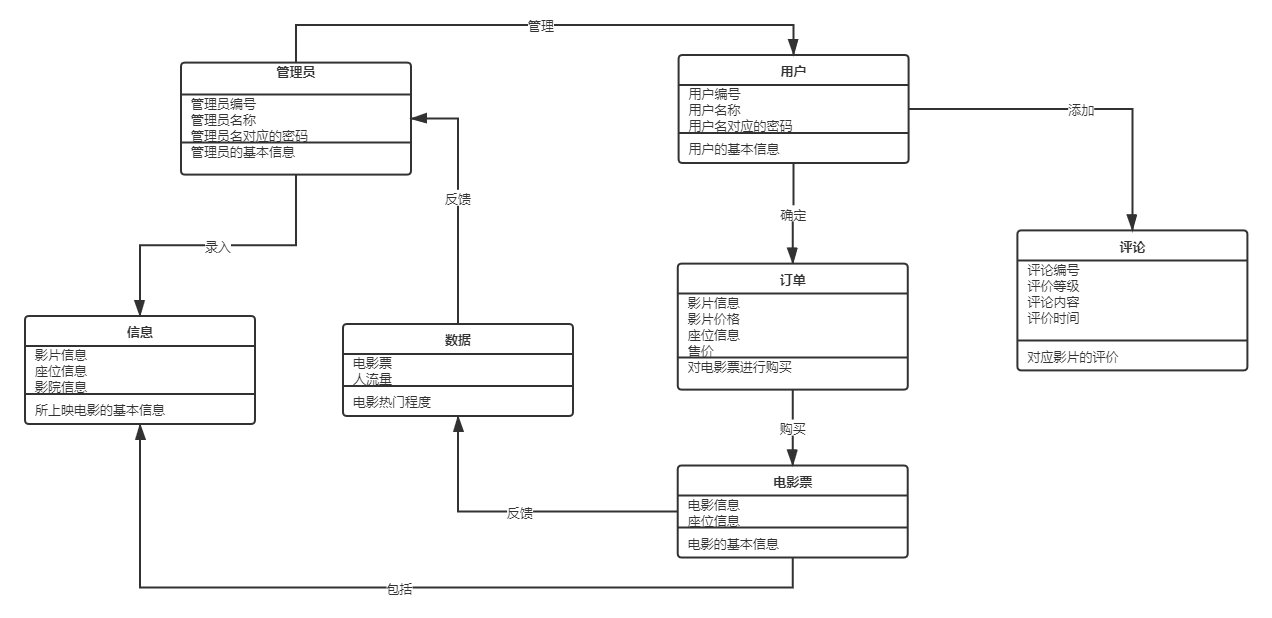 管理
管理员
管理员编号
管理员名称
管理员名对应的密码
管理员的基本信息
用户
用户编号
用户名称
用户名对应的密码
用户的基本信息
添加
反馈
确定
录入
评论
评论编号
评价等级
评论内容
评价时间
对应影片的评价
订单
影片信息
影片价格
座位信息
售价
对电影票进行购买
信息
影片信息
座位信息
影院信息
所上映电影的基本信息
数据
电影票
人流量
电影热门程度
购买
电影票
电影信息
座位信息
电影的基本信息
反馈
包括